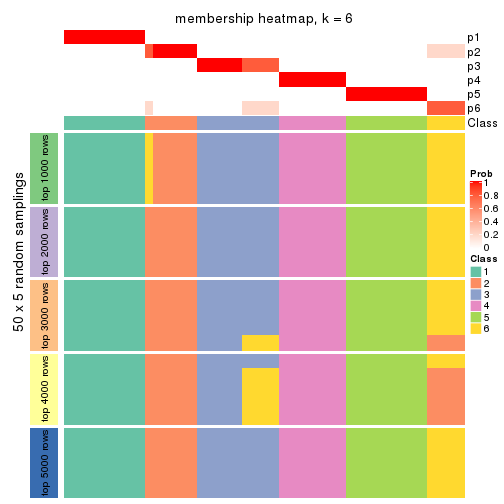 membership heatmap, k = 6
p1
p2
p3
p4
p5
p6
Class
50 x 5 random samplings
top 1000 rows
top 2000 rows
top 3000 rows
top 4000 rows
top 5000 rows
Prob
1
0.8
0.6
0.4
0.2
0
Class
1
2
3
4
5
6